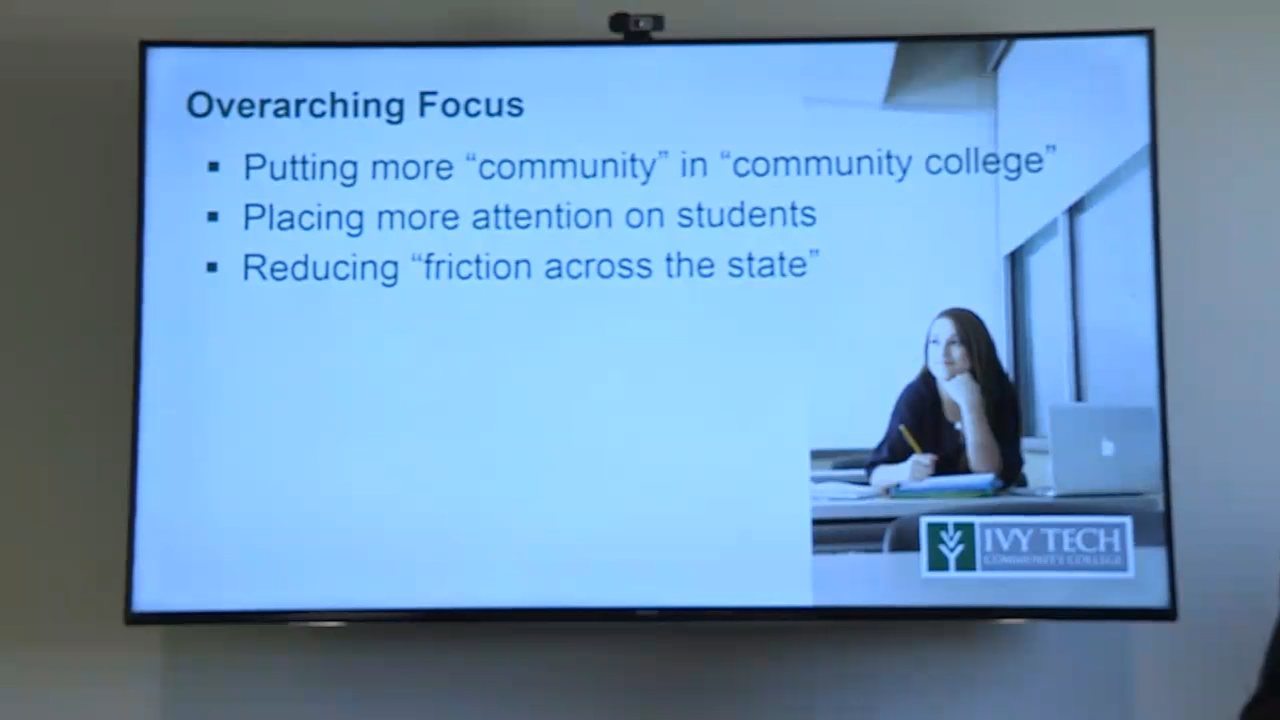 Overarching Focus
▪ Putting more “community” in “community college”
▪ Placing more attention on students
▪ Reducing “friction across the state”
IVY TECH
COMMUNITY COLLEGE